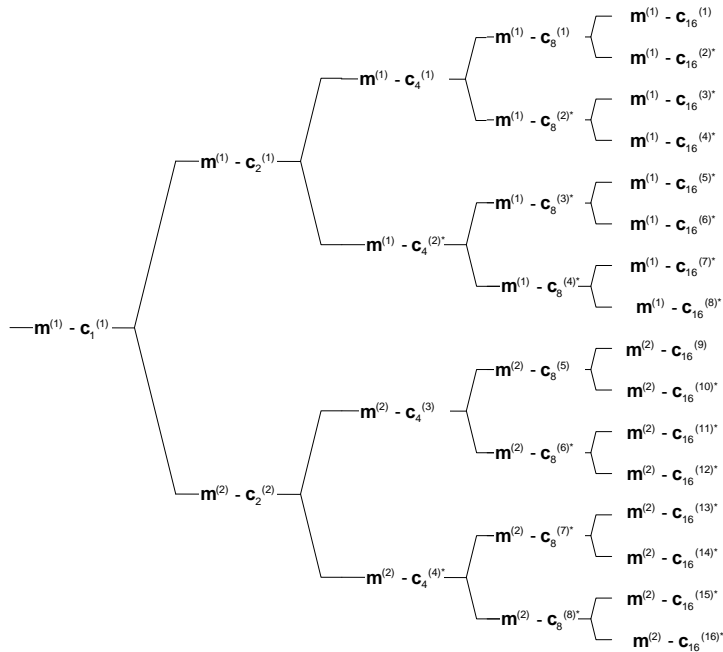 m(1) - c16(1)
m(1) - c8(1)
m(1) - c16(2)*
m(1) - c4(1)
m(1) - c16(3)*
m(1) - c8(2)*
m(1) - c16(4)*
m(1) - c2(1)
m(1) - c16(5)*
m(1) - c8(3)*
m(1) - c16(6)*
m(1) - c4(2)*
m(1) - c16(7)*
m(1) - c8(4)*
m(1) - c16(8)*
m(1) - c1(1)
m(2) - c16(9)
m(2) - c8(5)
m(2) - c16(10)*
m(2) - c4(3)
m(2) - c16(11)*
m(2) - c8(6)*
m(2) - c16(12)*
m(2) - c2(2)
m(2) - c16(13)*
m(2) - c8(7)*
m(2) - c16(14)*
m(2) - c4(4)*
m(2) - c16(15)*
m(2) - c8(8)*
m(2) - c16(16)*